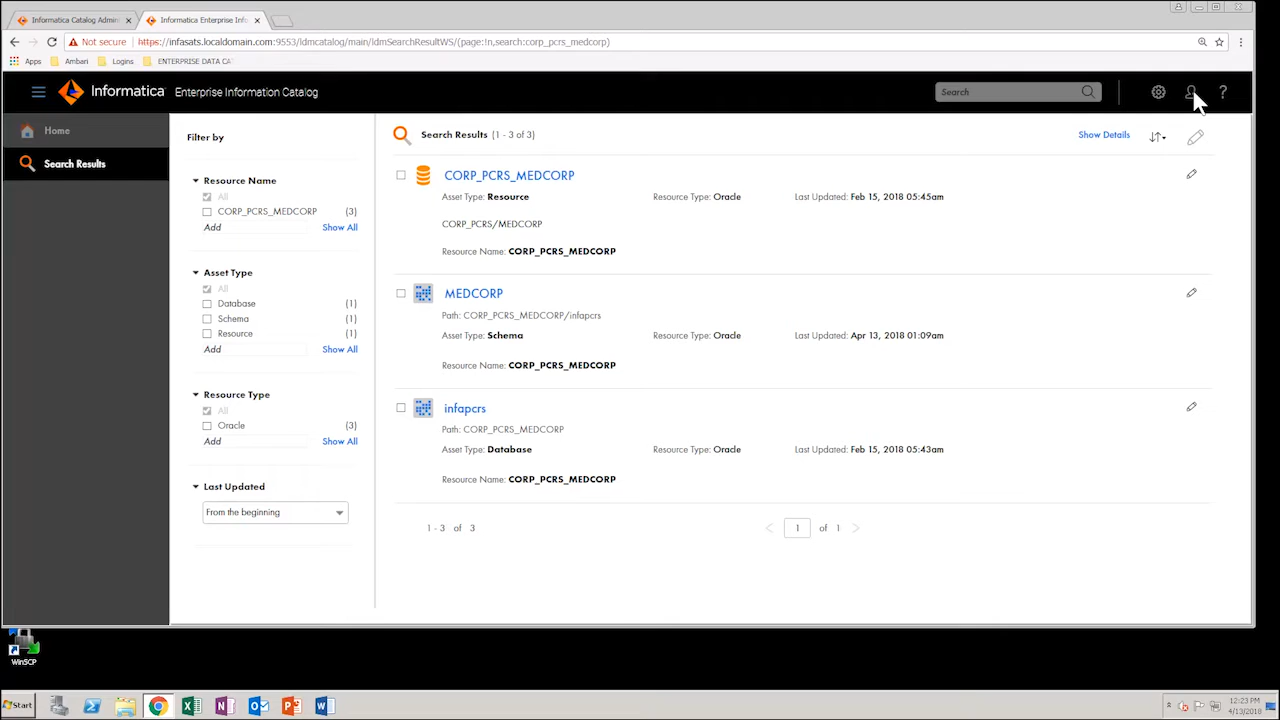 Informatica Catalog Admin
Informatica Enterprise Info
Not secure https://infasats.localdomain.com:9553/ldmcatalog/main/ldmSearchResultWS/(page:!n,search:corp_pcrs_medcorp)
Apps Ambari Logins ENTERPRISE DATA CA
Informatica Enterprise Information Catalog
Search
?
Home
Search Results
Filter by
Resource Name
All
CORP_PCRS_MEDCORP (3)
Add Show All
Asset Type
All
Database (1)
Schema (1)
Resource (1)
Add Show All
Resource Type
All
Oracle (3)
Add Show All
Last Updated
From the beginning
Search Results (1 - 3 of 3)
Show Details
CORP_PCRS_MEDCORP
Asset Type: Resource Resource Type: Oracle Last Updated: Feb 15, 2018 05:45am
CORP_PCRS/MEDCORP
Resource Name: CORP_PCRS_MEDCORP
MEDCORP
Path: CORP_PCRS_MEDCORP/infapcrs
Asset Type: Schema Resource Type: Oracle Last Updated: Apr 13, 2018 01:09am
Resource Name: CORP_PCRS_MEDCORP
infapcrs
Path: CORP_PCRS_MEDCORP
Asset Type: Database Resource Type: Oracle Last Updated: Feb 15, 2018 05:43am
Resource Name: CORP_PCRS_MEDCORP
1 - 3 of 3
1 of 1
WinSCP
Start
12:23 PM
4/13/2018